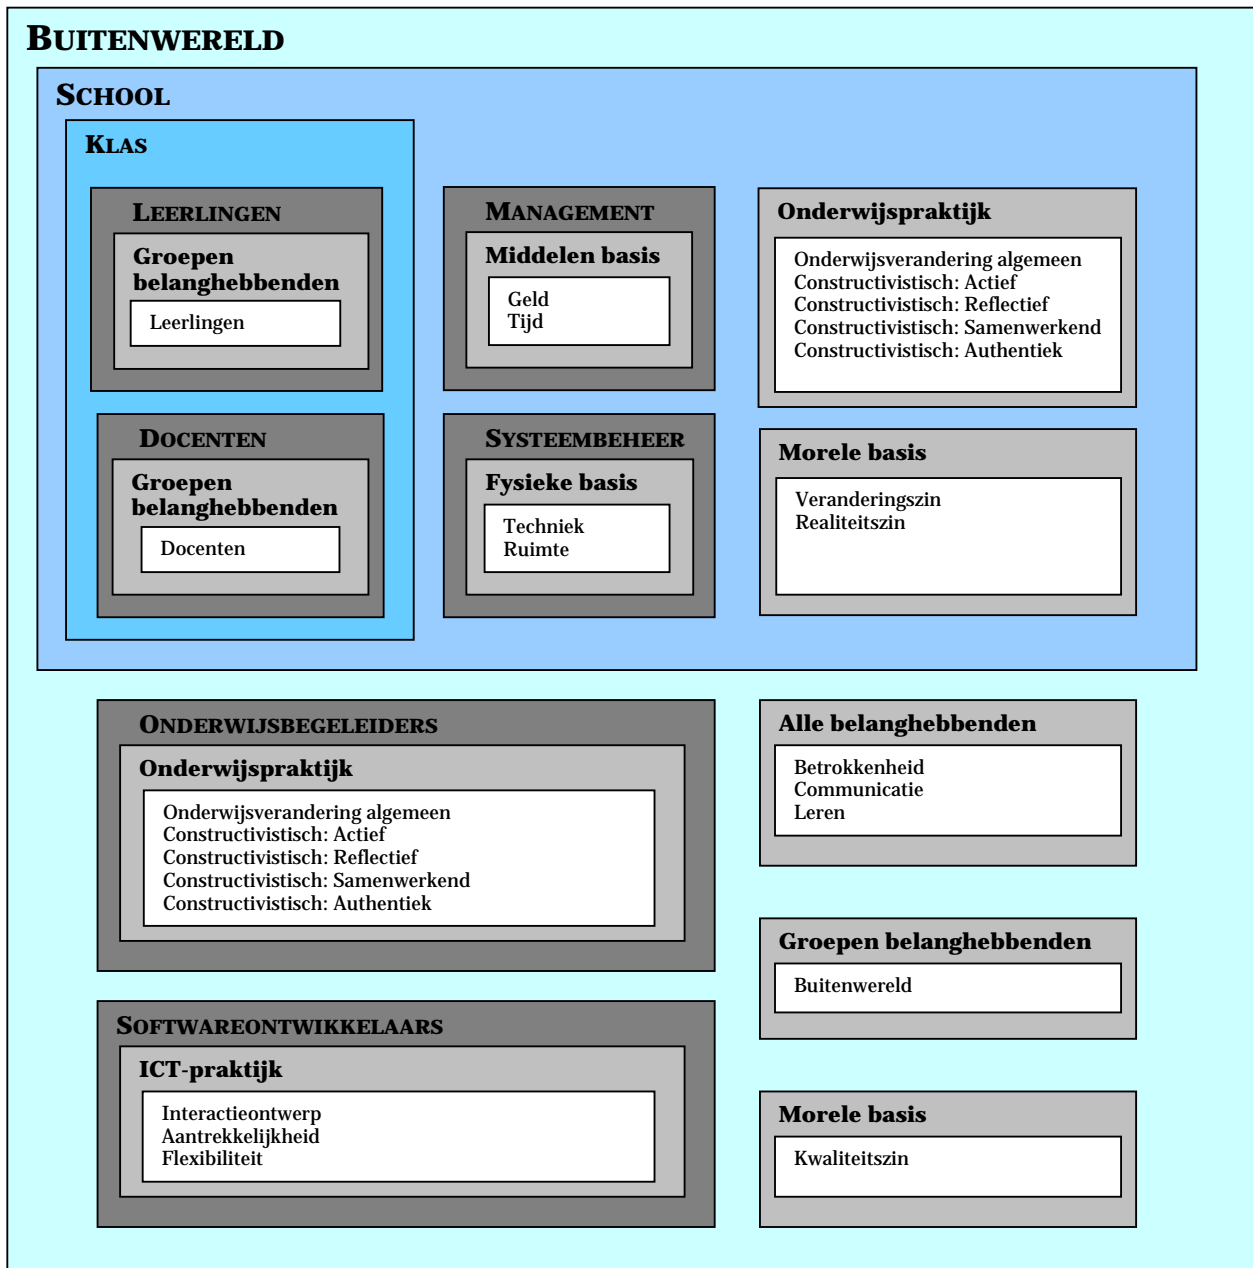 BUITENWERELD
SCHOOL
KLAS
LEERLINGEN
Groepen
belanghebbenden
Leerlingen
DOCENTEN
Groepen
belanghebbenden
Docenten
MANAGEMENT
Middelen basis
Geld
Tijd
SYSTEEMBEHEER
Fysieke basis
Techniek
Ruimte
Onderwijspraktijk
Onderwijsverandering algemeen
Constructivistisch: Actief
Constructivistisch: Reflectief
Constructivistisch: Samenwerkend
Constructivistisch: Authentiek
Morele basis
Veranderingszin
Realiteitszin
ONDERWIJSBEGELEIDERS
Onderwijspraktijk
Onderwijsverandering algemeen
Constructivistisch: Actief
Constructivistisch: Reflectief
Constructivistisch: Samenwerkend
Constructivistisch: Authentiek
SOFTWAREONTWIKKELAARS
ICT-praktijk
Interactieontwerp
Aantrekkelijkheid
Flexibiliteit
Alle belanghebbenden
Betrokkenheid
Communicatie
Leren
Groepen belanghebbenden
Buitenwereld
Morele basis
Kwaliteitszin